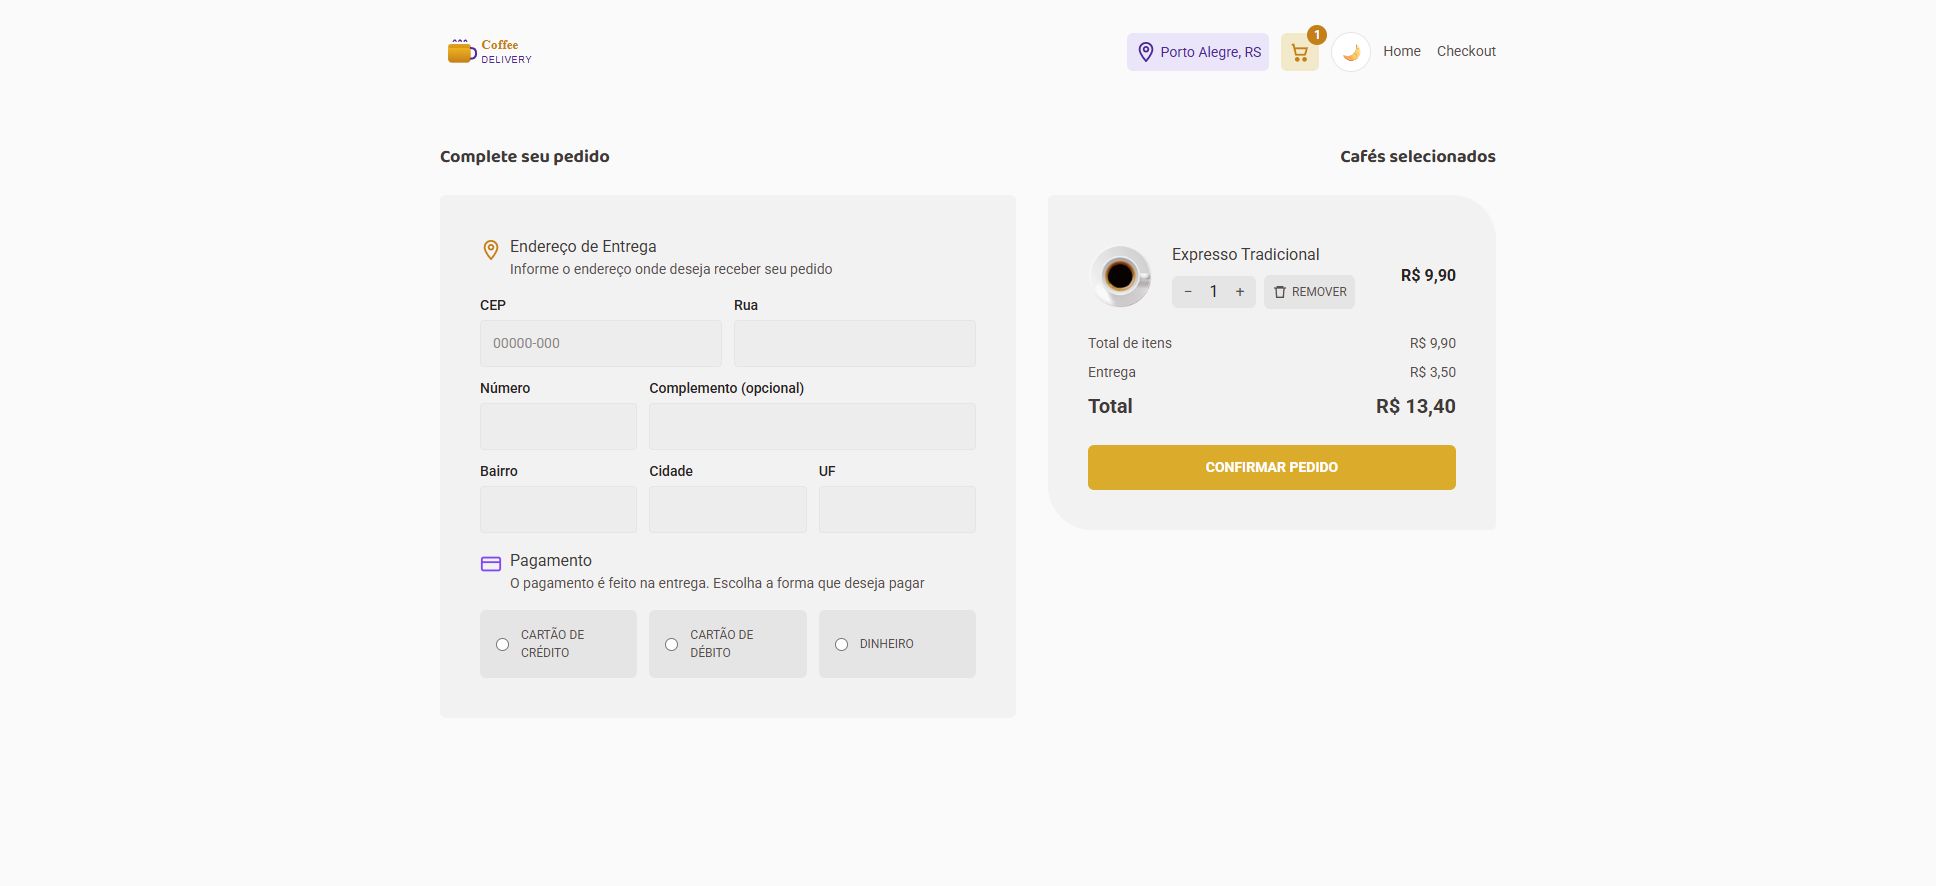 Coffee
DELIVERY
Porto Alegre, RS
1
Home
Checkout
Complete seu pedido
Cafés selecionados
Endereço de Entrega
Informe o endereço onde deseja receber seu pedido
CEP
Rua
00000-000
Número
Complemento (opcional)
Bairro
Cidade
UF
Pagamento
O pagamento é feito na entrega. Escolha a forma que deseja pagar
CARTÃO DE
CRÉDITO
CARTÃO DE
DÉBITO
DINHEIRO
Expresso Tradicional
R$ 9,90
− 1 +
REMOVER
Total de itens
R$ 9,90
Entrega
R$ 3,50
Total
R$ 13,40
CONFIRMAR PEDIDO